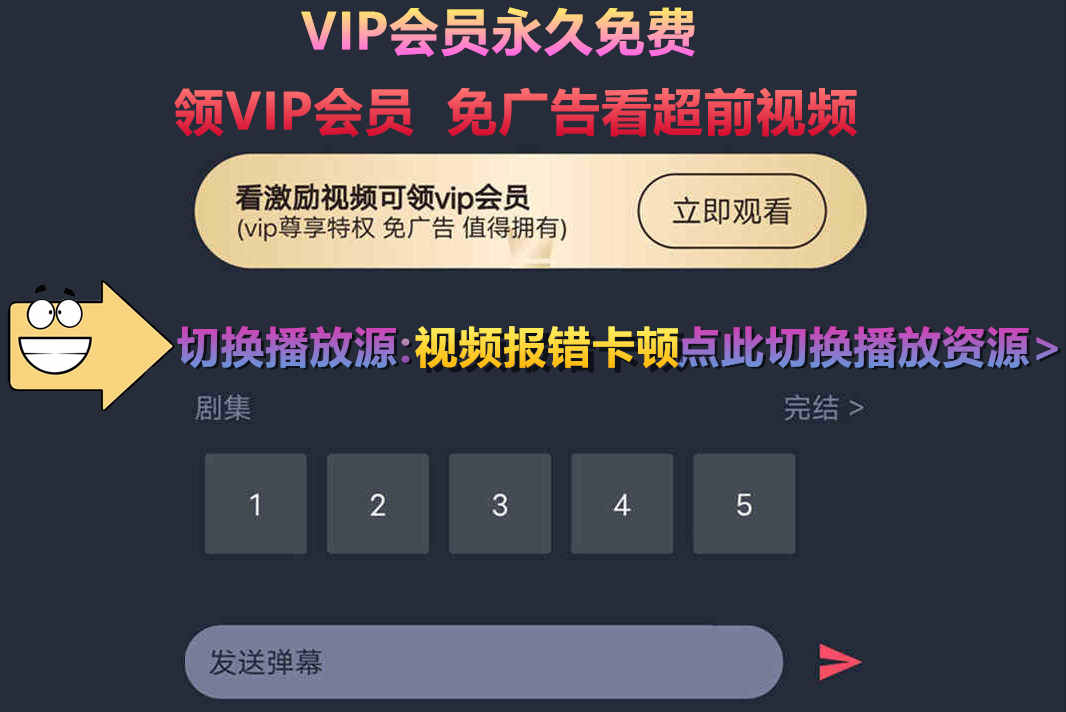 VIP会员永久免费
领VIP会员 免广告看超前视频
看激励视频可领vip会员
(vip尊享特权 免广告 值得拥有)
立即观看
切换播放源:视频报错卡顿点此切换播放资源>
剧集 完结 >
1 2 3 4 5
发送弹幕